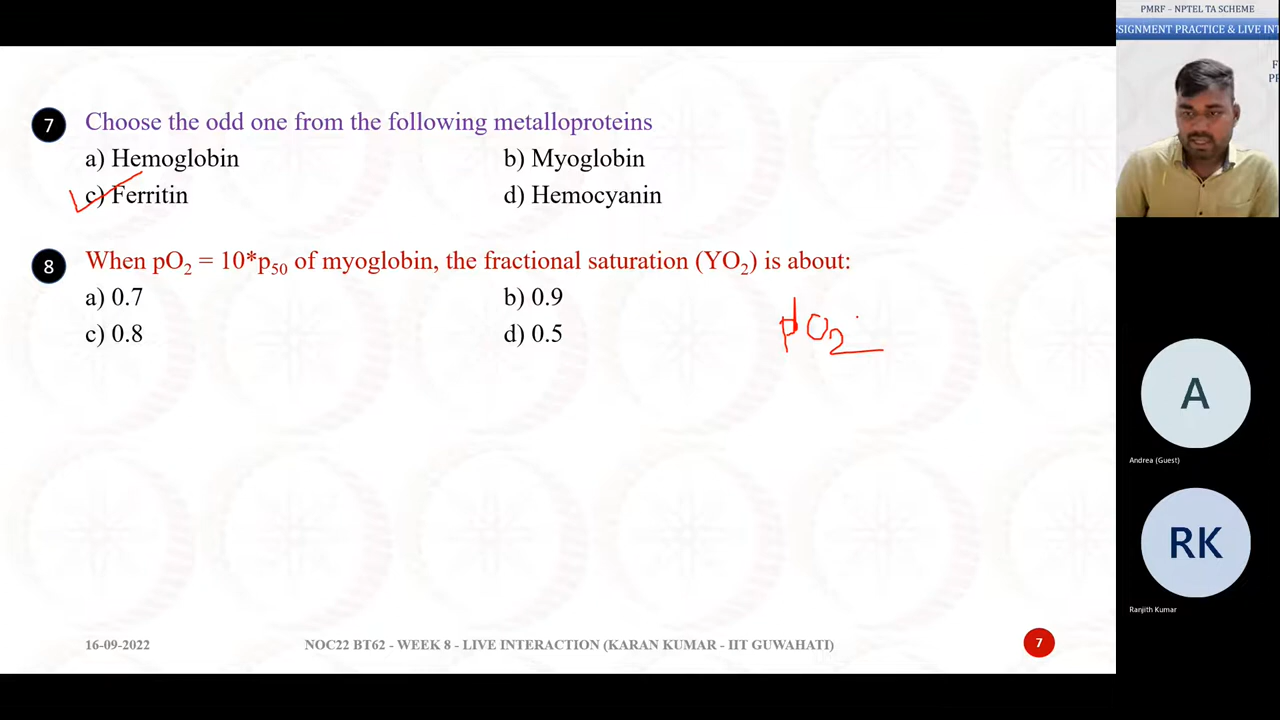 PMRF – NPTEL TA SCHEME
SSIGNMENT PRACTICE & LIVE INT
F
PR
7 Choose the odd one from the following metalloproteins
a) Hemoglobin b) Myoglobin
c) Ferritin d) Hemocyanin
8 When pO2 = 10*p50 of myoglobin, the fractional saturation (YO2) is about:
a) 0.7 b) 0.9
c) 0.8 d) 0.5
pO2
A
Andrea (Guest)
RK
Ranjith Kumar
16-09-2022 NOC22 BT62 - WEEK 8 - LIVE INTERACTION (KARAN KUMAR - IIT GUWAHATI) 7